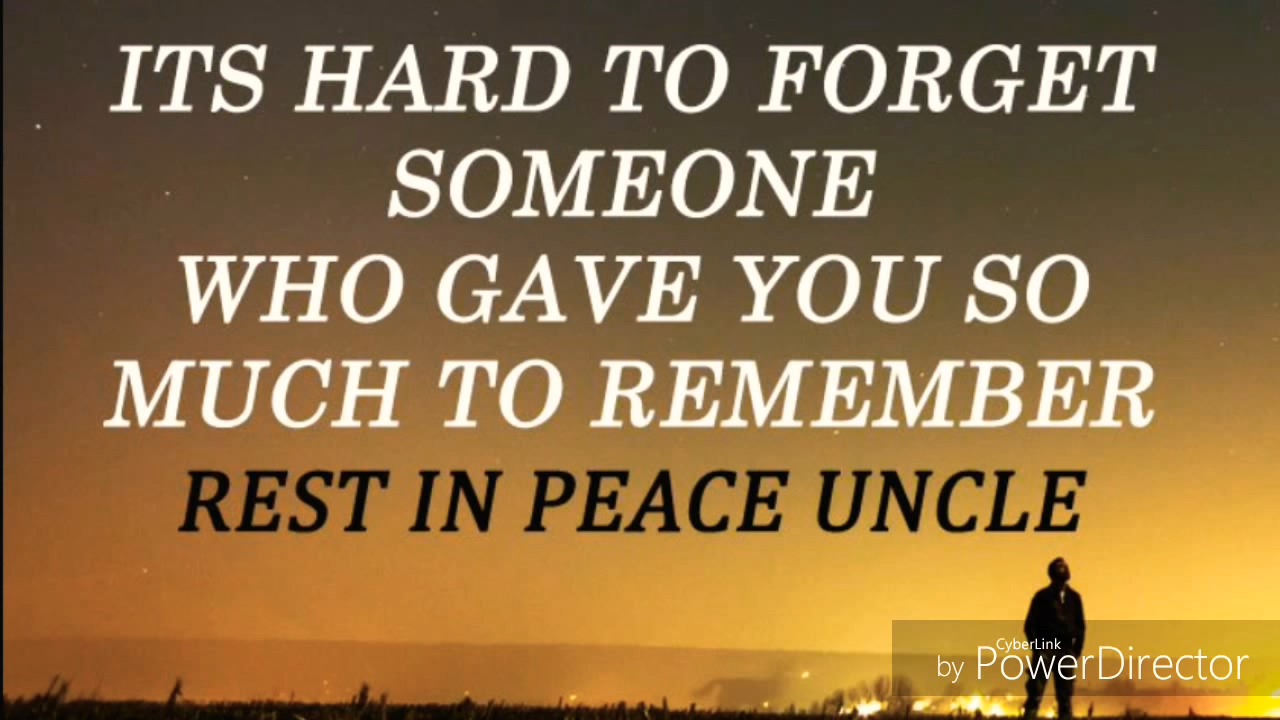 ITS HARD TO FORGET
SOMEONE
WHO GAVE YOU SO
MUCH TO REMEMBER
REST IN PEACE UNCLE
CyberLink
by PowerDirector